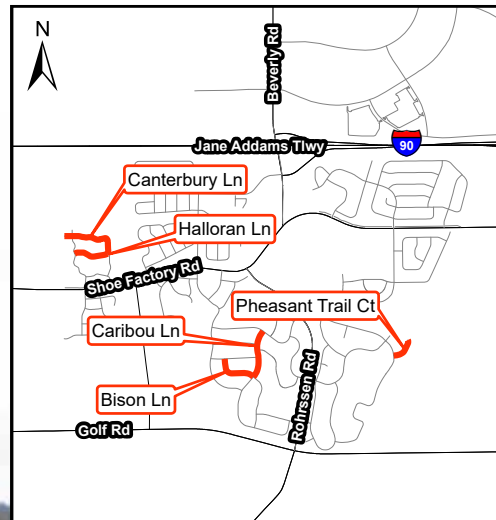 N
Beverly Rd
Jane Addams Tlwy
90
Canterbury Ln
Halloran Ln
Shoe Factory Rd
Pheasant Trail Ct
Caribou Ln
Rohrssen Rd
Bison Ln
Golf Rd